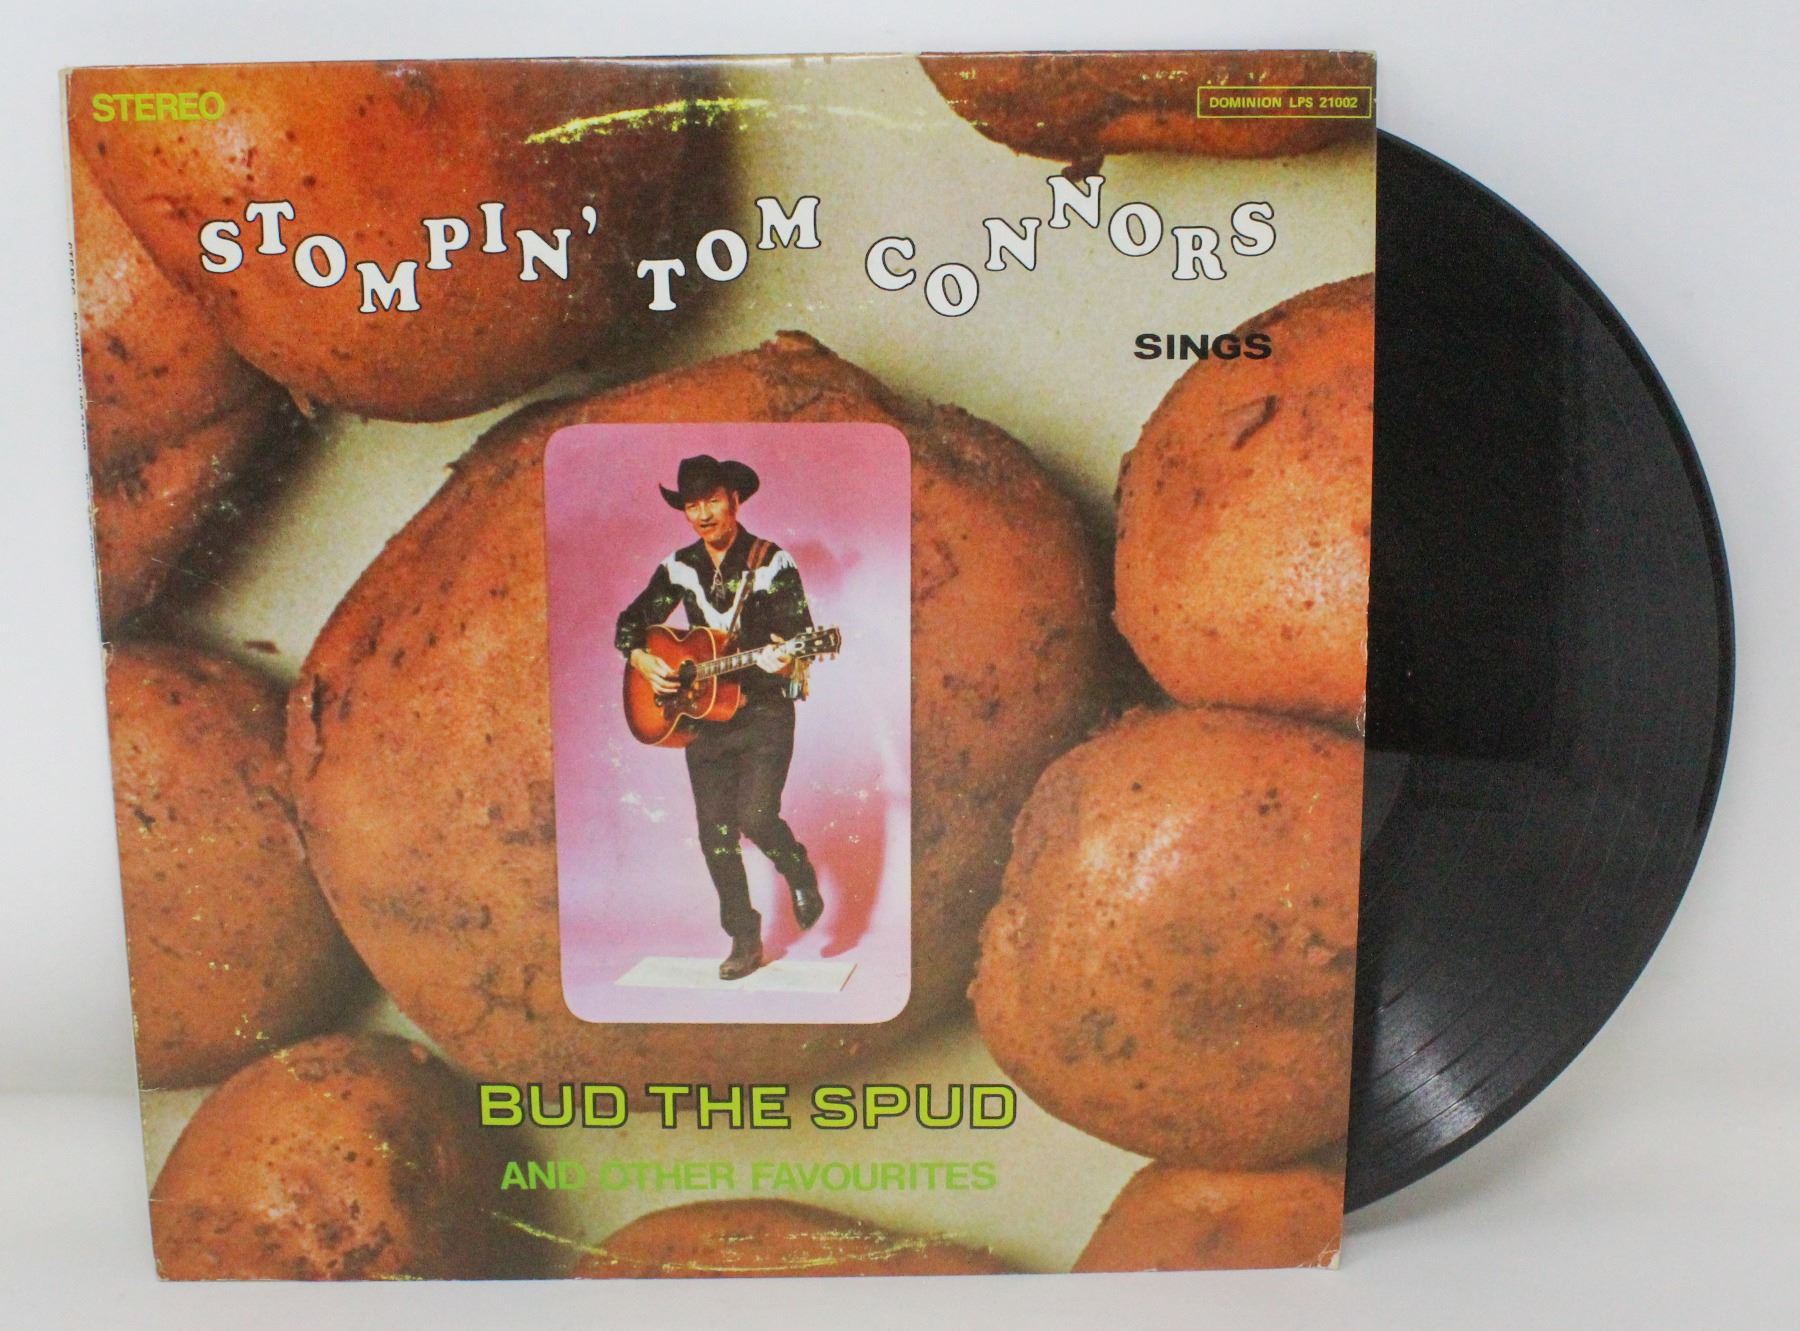 STEREO
DOMINION LPS 21002
STOMPIN' TOM CONNORS
SINGS
BUD THE SPUD
AND OTHER FAVOURITES